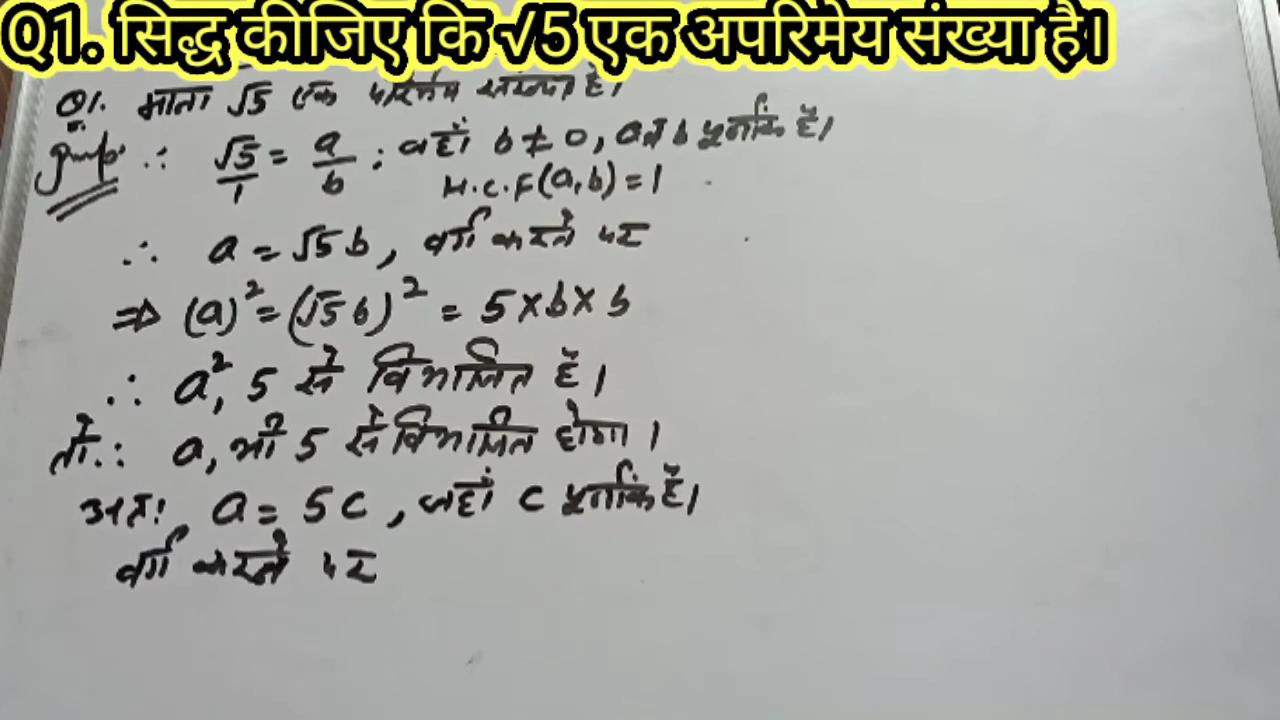 Q1. सिद्ध कीजिए कि √5 एक अपरिमेय संख्या है।
Q1. माना √5 एक परिमेय संख्या है।
∴ √5/1 = a/b ; जहाँ b ≠ 0, a व b पूर्णांक हैं।
H.C.F(a,b) = 1
∴ a = √5 b, वर्ग करने पर
⇒ (a)² = (√5 b)² = 5×b×b
∴ a², 5 से विभाजित है।
तो ∴ a, भी 5 से विभाजित होगा।
अतः, a = 5c, जहाँ c पूर्णांक है।
वर्ग करने पर